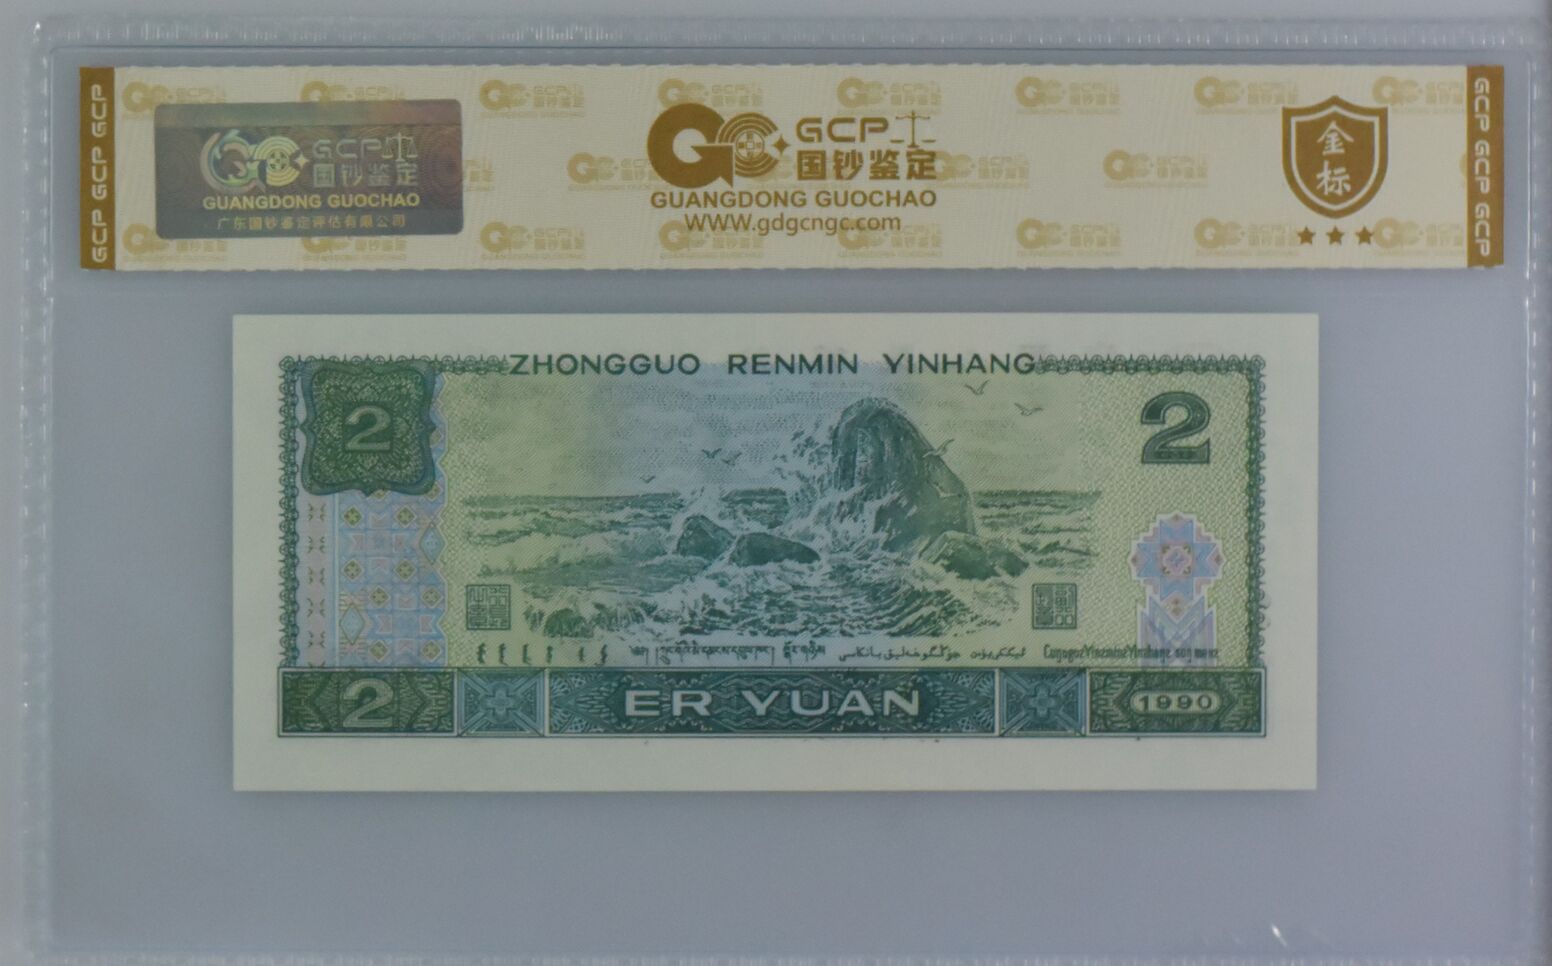 GCP GCP GCP
GCP
国钞鉴定
GUANGDONG GUOCHAO
广东国钞鉴定评估有限公司
GCP
国钞鉴定
GUANGDONG GUOCHAO
WWW.gdgcngc.com
金
标
GCP GCP GCP
ZHONGGUO RENMIN YINHANG
2
2
2
ER YUAN
1990